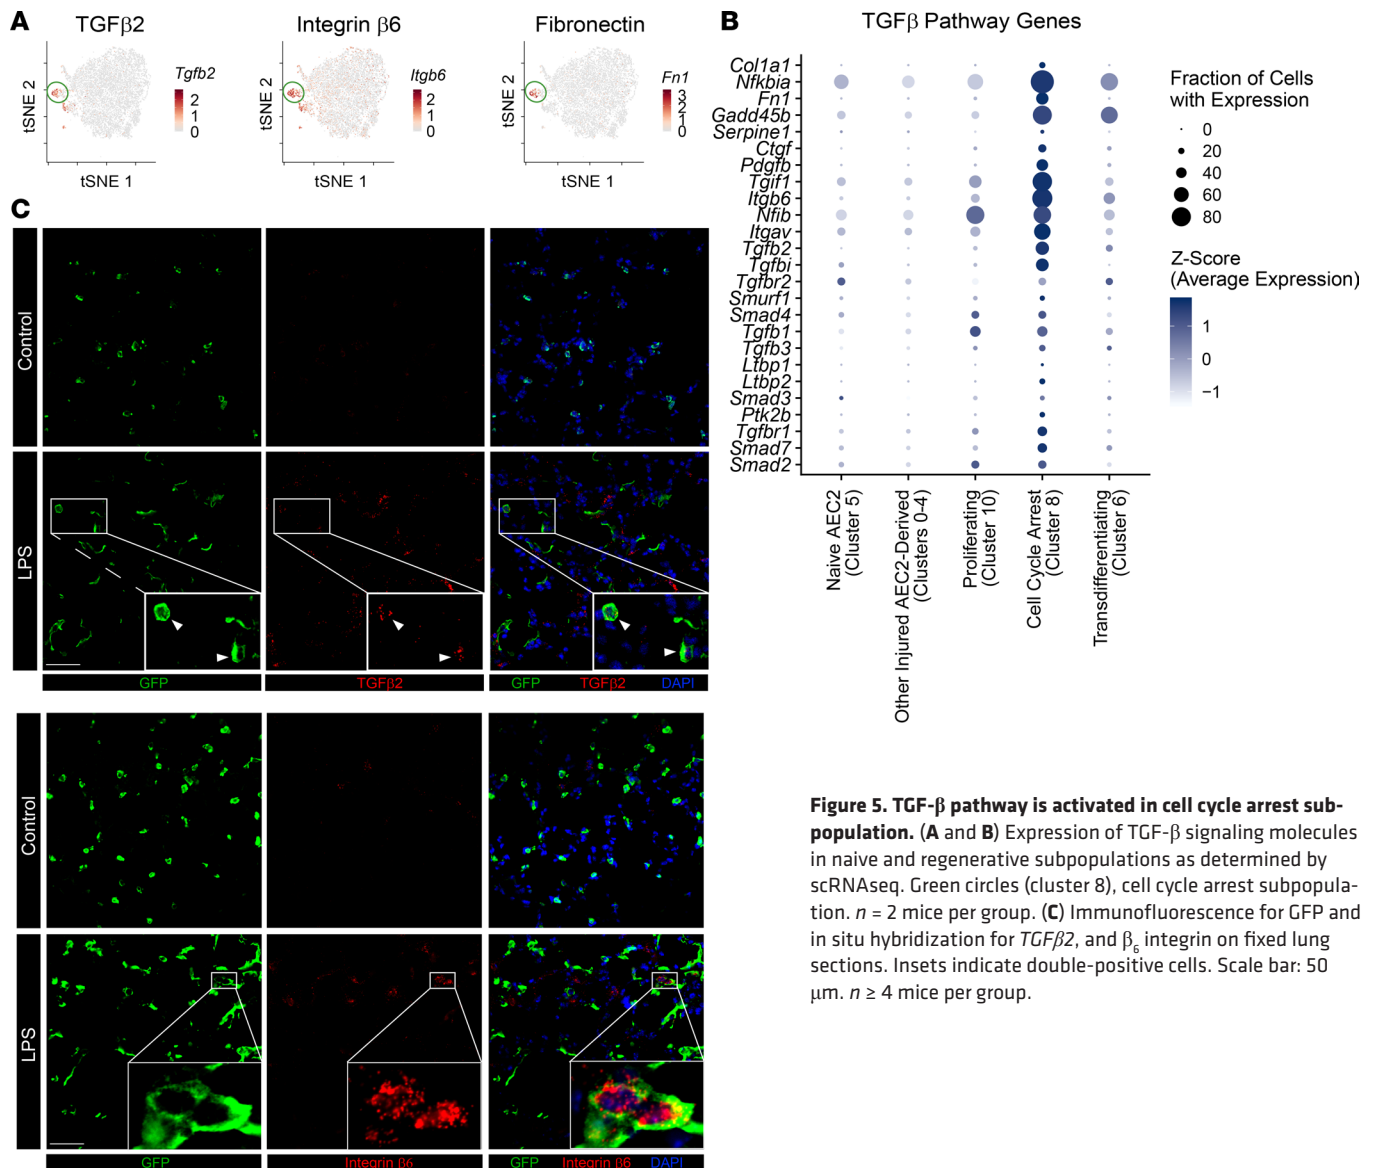 A
TGFβ2
Integrin β6
Fibronectin
tSNE 2
tSNE 1
Tgfb2
2
1
0
tSNE 2
tSNE 1
Itgb6
2
1
0
tSNE 2
tSNE 1
Fn1
3
2
1
0
B
TGFβ Pathway Genes
Col1a1
Nfkbia
Fn1
Gadd45b
Serpine1
Ctgf
Pdgfb
Tgif1
Itgb6
Nfib
Itgav
Tgfb2
Tgfbi
Tgfbr2
Smurf1
Smad4
Tgfb1
Tgfb3
Ltbp1
Ltbp2
Smad3
Ptk2b
Tgfbr1
Smad7
Smad2
Naive AEC2
(Cluster 5)
Other Injured AEC2-Derived
(Clusters 0-4)
Proliferating
(Cluster 10)
Cell Cycle Arrest
(Cluster 8)
Transdifferentiating
(Cluster 6)
Fraction of Cells
with Expression
0
20
40
60
80
Z-Score
(Average Expression)
1
0
−1
C
Control
LPS
GFP
TGFβ2
GFP TGFβ2 DAPI
Control
LPS
GFP
Integrin β6
GFP Integrin β6 DAPI
Figure 5. TGF-β pathway is activated in cell cycle arrest sub-
population. (A and B) Expression of TGF-β signaling molecules
in naive and regenerative subpopulations as determined by
scRNAseq. Green circles (cluster 8), cell cycle arrest subpopula-
tion. n = 2 mice per group. (C) Immunofluorescence for GFP and
in situ hybridization for TGFβ2, and β6 integrin on fixed lung
sections. Insets indicate double-positive cells. Scale bar: 50
μm. n ≥ 4 mice per group.